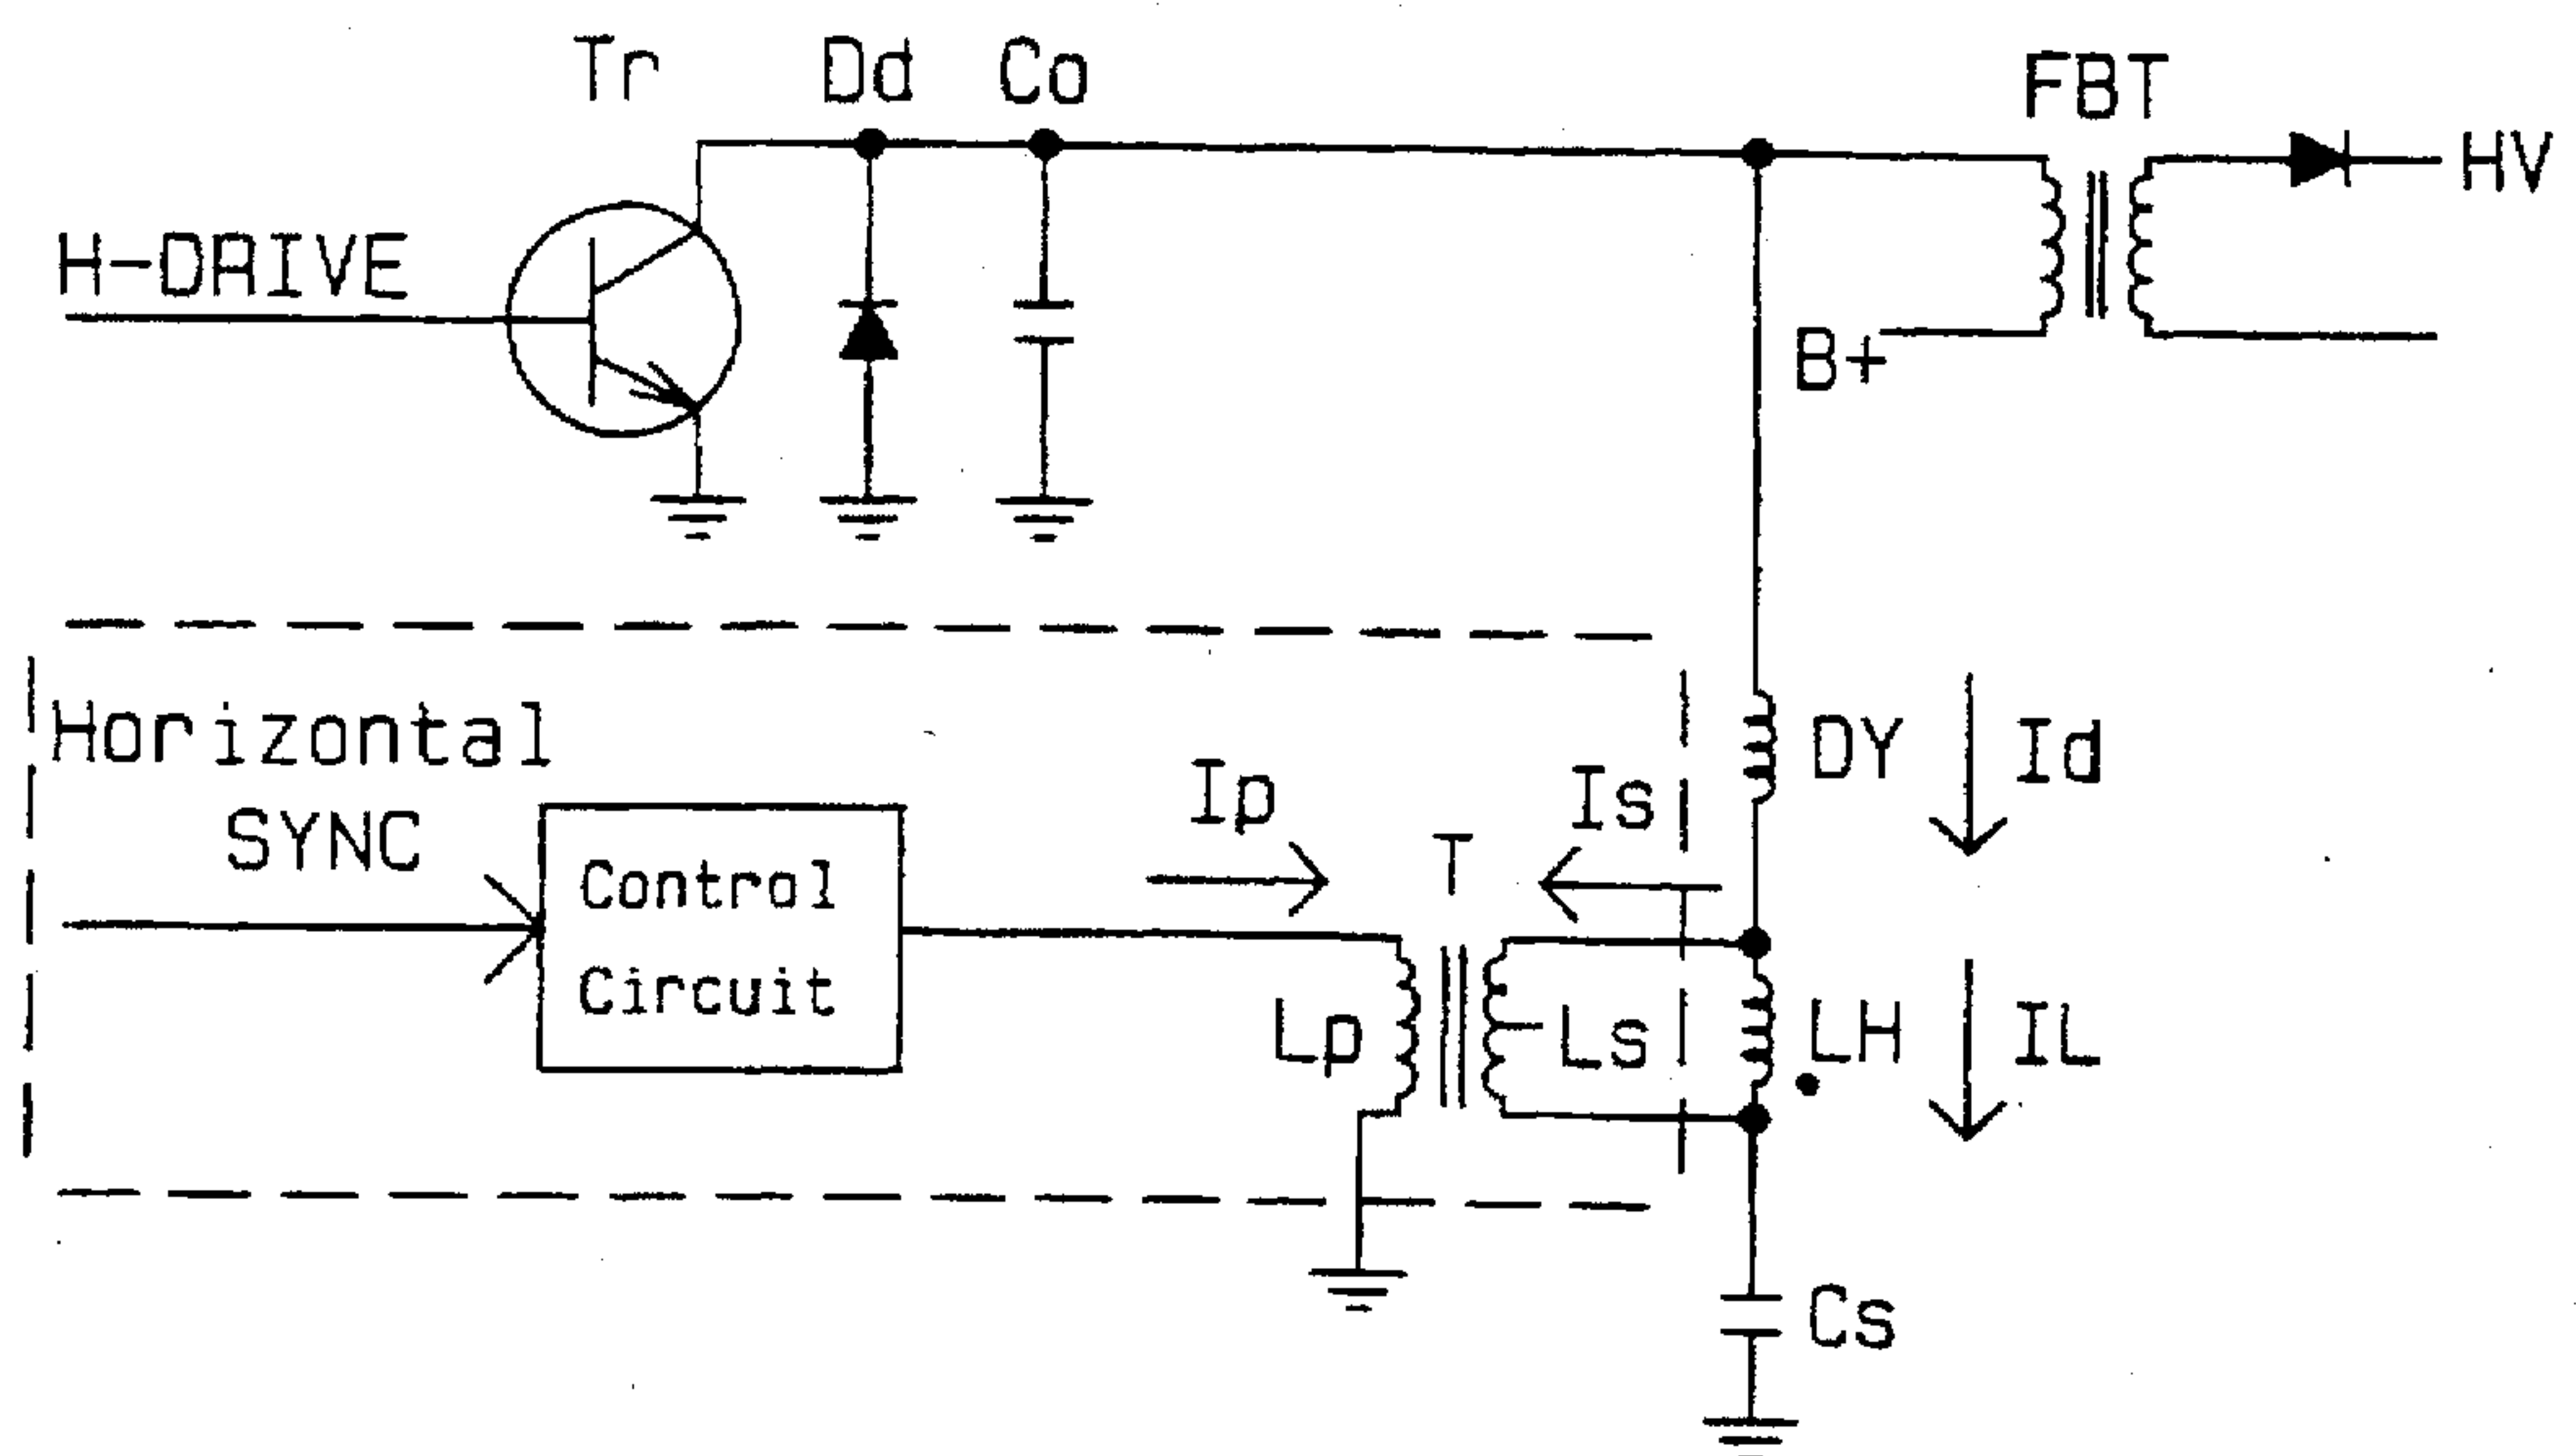 Tr
Dd
Co
FBT
HV
H-DRIVE
B+
Horizontal
SYNC
Control
Circuit
Ip
Is
T
DY
Id
Lp
Ls
LH
IL
Cs